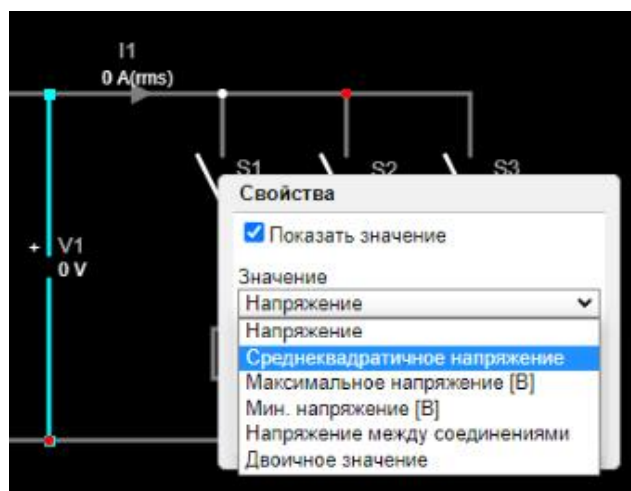 I1
0 A(rms)
S1
S2
S3
+ V1
0 V
Свойства
Показать значение
Значение
Напряжение
Напряжение
Среднеквадратичное напряжение
Максимальное напряжение [В]
Мин. напряжение [В]
Напряжение между соединениями
Двоичное значение